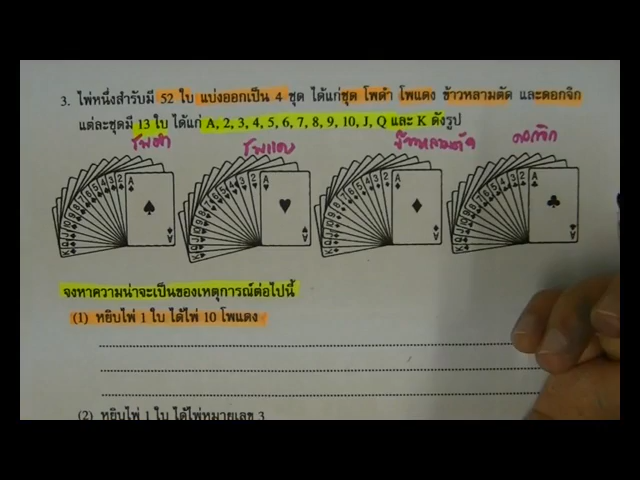 3. ไพ่หนึ่งสำรับมี 52 ใบ แบ่งออกเป็น 4 ชุด ได้แก่ชุด โพดำ โพแดง ข้าวหลามตัด และดอกจิก
แต่ละชุดมี 13 ใบ ได้แก่ A, 2, 3, 4, 5, 6, 7, 8, 9, 10, J, Q และ K ดังรูป
โพดำ โพแดง ข้าวหลามตัด ดอกจิก
จงหาความน่าจะเป็นของเหตุการณ์ต่อไปนี้
(1) หยิบไพ่ 1 ใบ ได้ไพ่ 10 โพแดง
(2) หยิบไพ่ 1 ใบ ได้ไพ่หมายเลข 3